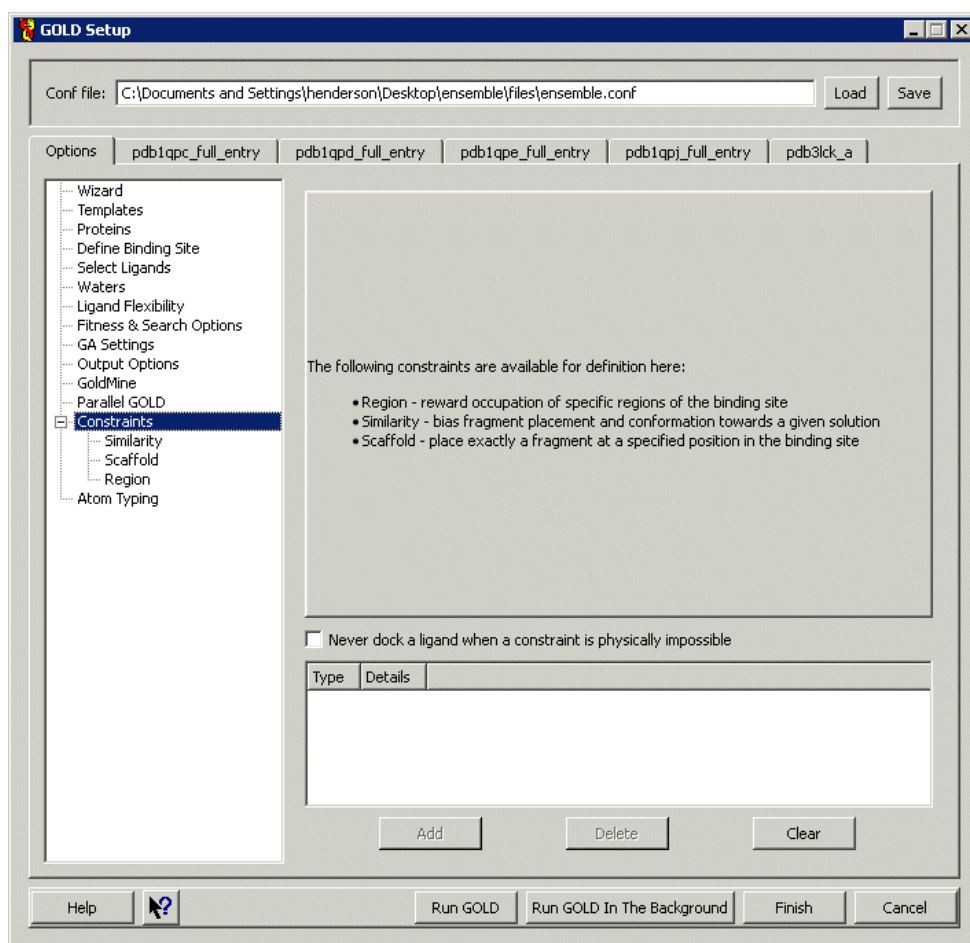 GOLD Setup
Conf file: C:\Documents and Settings\henderson\Desktop\ensemble\files\ensemble.conf Load Save
Options pdb1qpc_full_entry pdb1qpd_full_entry pdb1qpe_full_entry pdb1qpj_full_entry pdb3lck_a
Wizard
Templates
Proteins
Define Binding Site
Select Ligands
Waters
Ligand Flexibility
Fitness & Search Options
GA Settings
Output Options
GoldMine
Parallel GOLD
Constraints
Similarity
Scaffold
Region
Atom Typing
The following constraints are available for definition here:
• Region - reward occupation of specific regions of the binding site
• Similarity - bias fragment placement and conformation towards a given solution
• Scaffold - place exactly a fragment at a specified position in the binding site
Never dock a ligand when a constraint is physically impossible
Type Details
Add Delete Clear
Help ? Run GOLD Run GOLD In The Background Finish Cancel